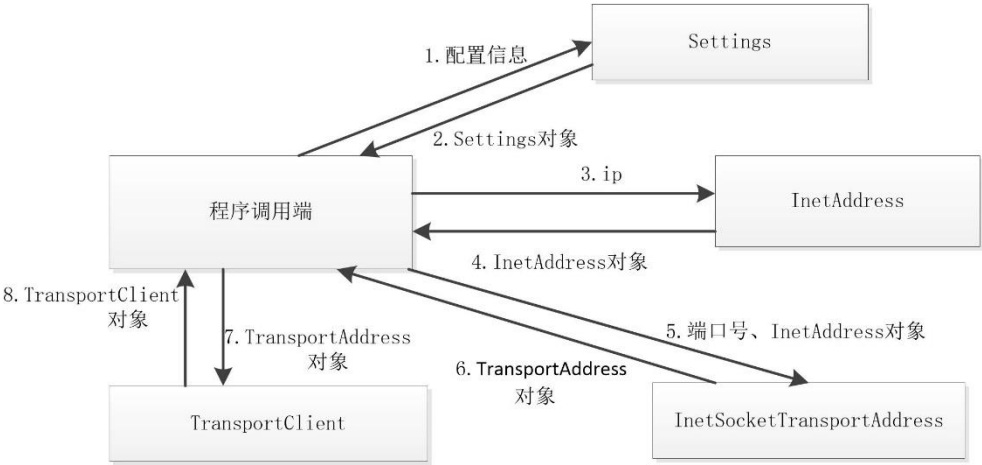 Settings
1.配置信息
2.Settings对象
3.ip
程序调用端
InetAddress
4.InetAddress对象
8.TransportClient
对象
7.TransportAddress
对象
5.端口号、InetAddress对象
6.TransportAddress
对象
TransportClient
InetSocketTransportAddress